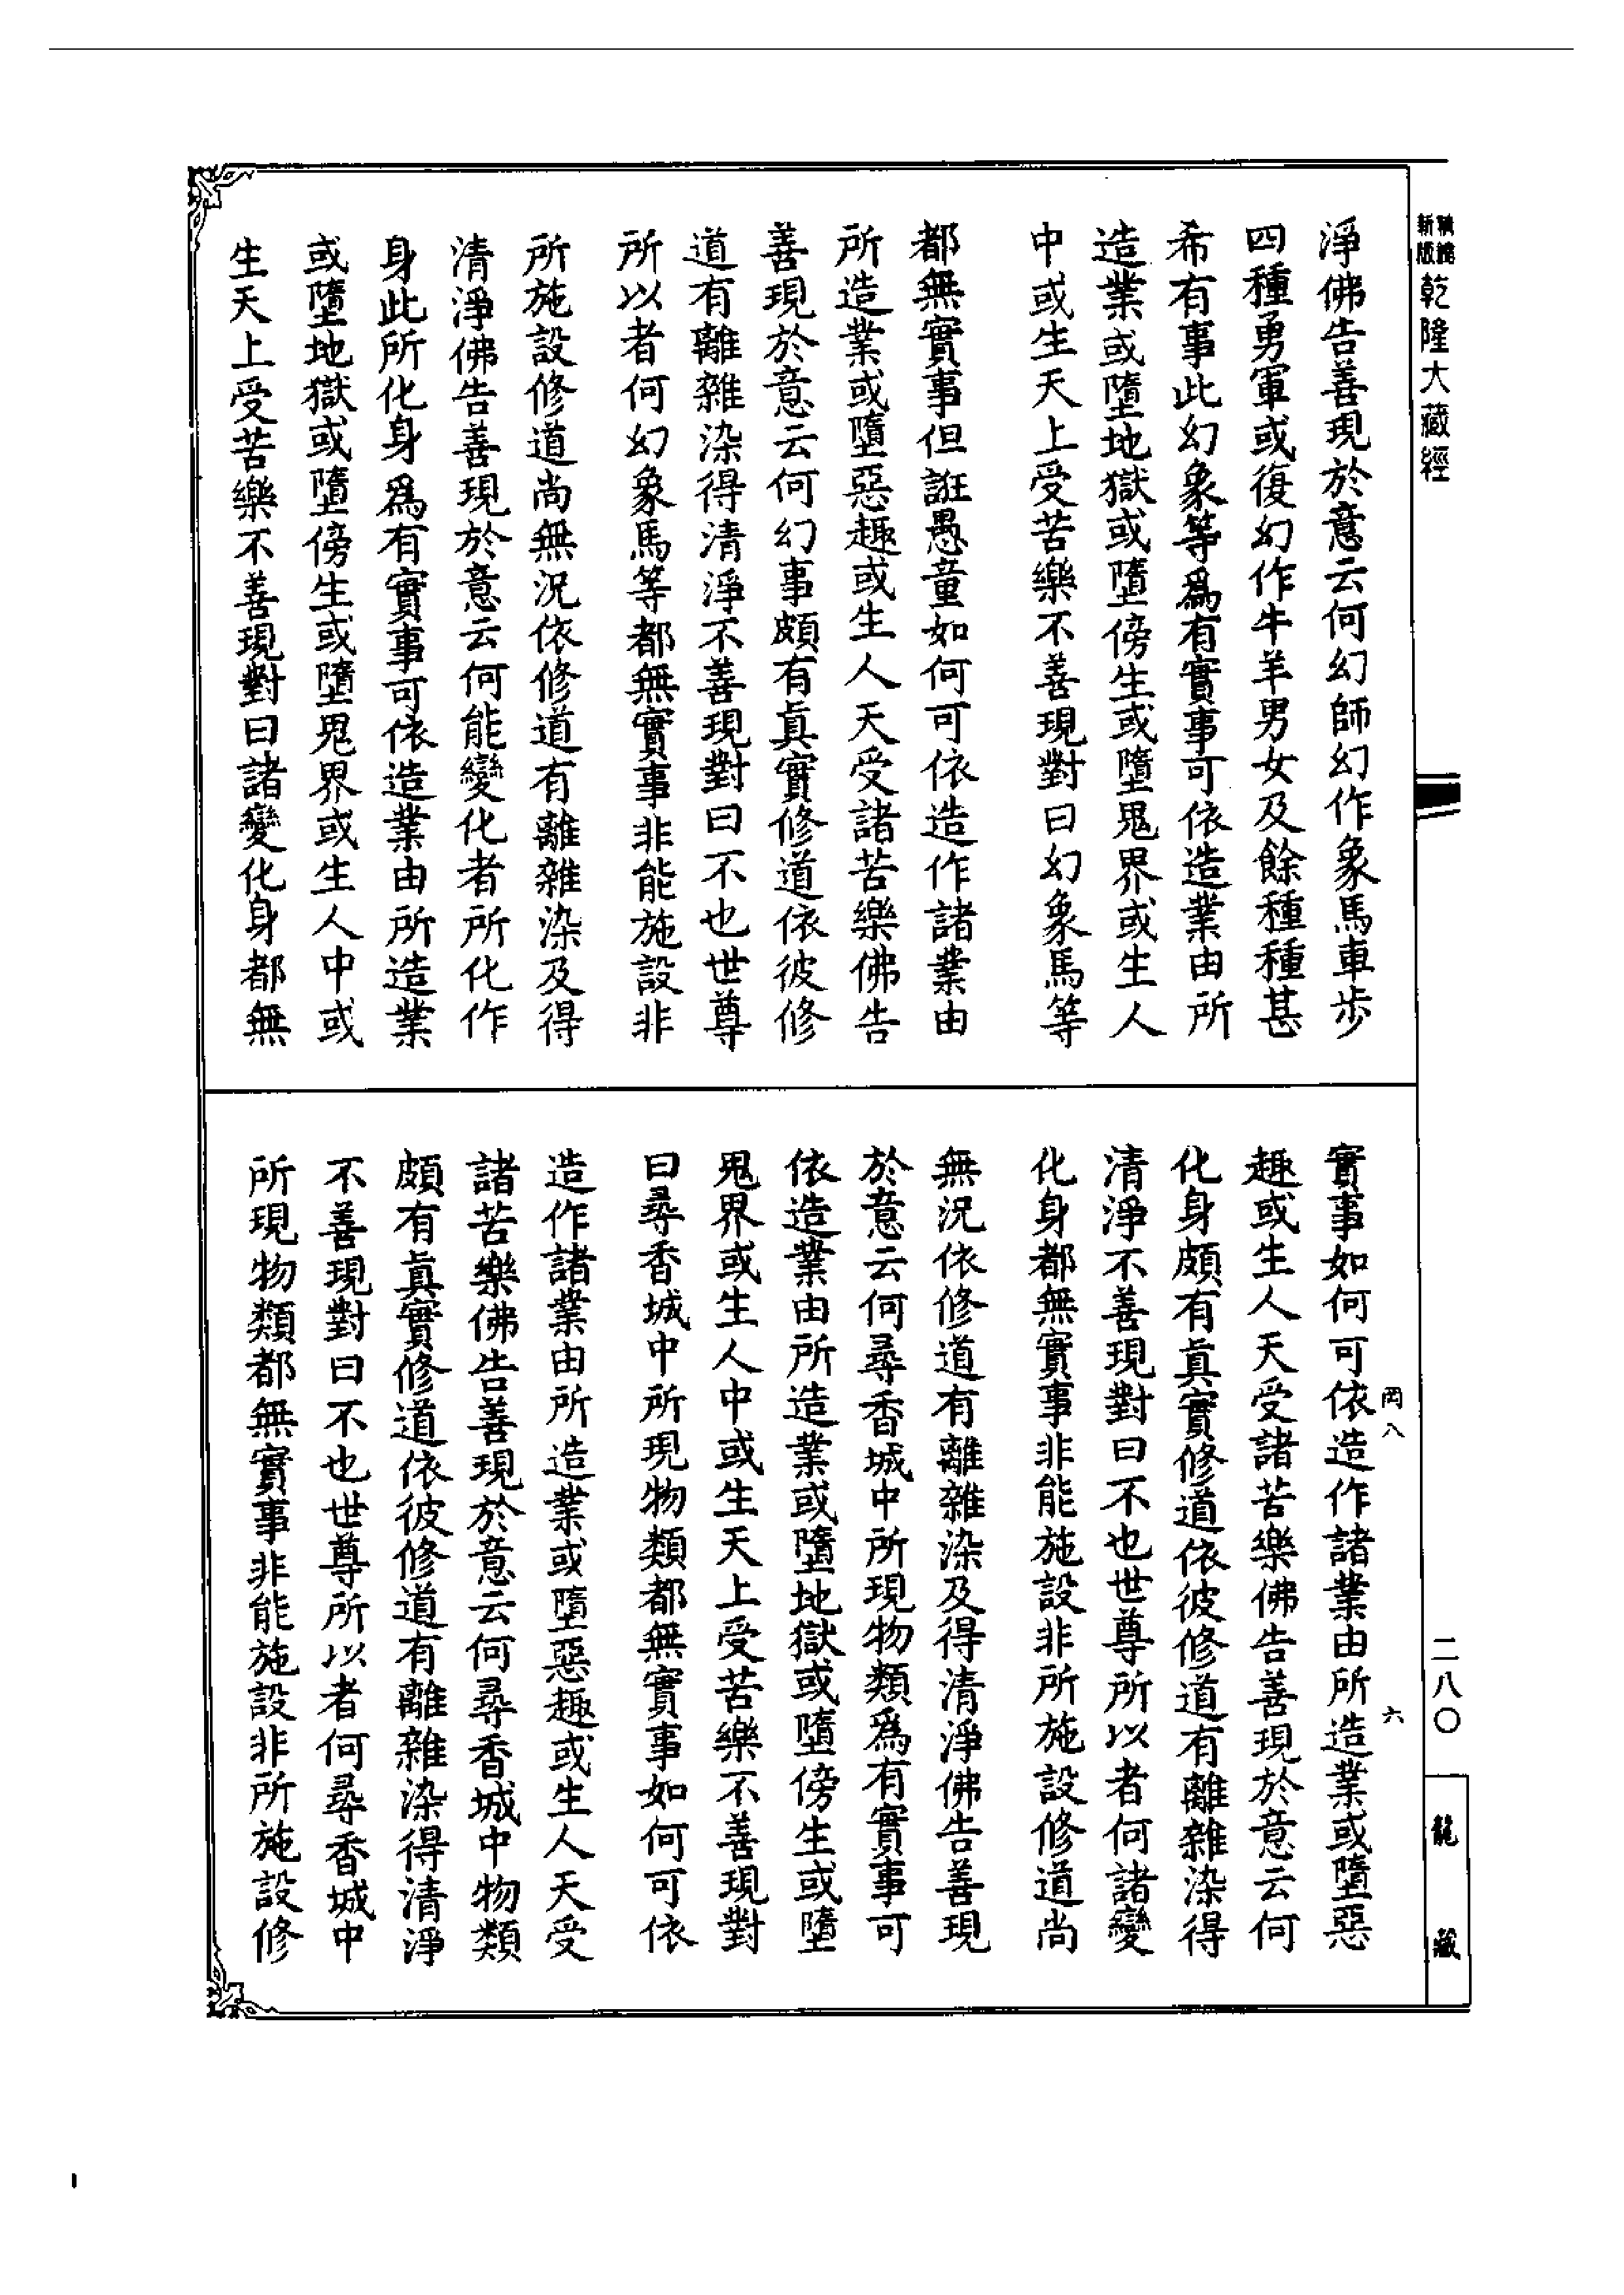 新版精縮乾隆大藏經
淨佛告善現於意云何幻師幻作象馬車步
四種勇軍或復幻作牛羊男女及餘種種甚
希有事此幻象等爲有實事可依造業由所
造業或墮地獄或墮傍生或墮鬼界或生人
中或生天上受苦樂不善現對曰幻象馬等
都無實事但誑愚童如何可依造作諸業由
所造業或墮惡趣或生人天受諸苦樂佛告
善現於意云何幻事頗有眞實修道依彼修
道有離雜染得清淨不善現對曰不也世尊
所以者何幻象馬等都無實事非能施設非
所施設修道尚無況依修道有離雜染及得
清淨佛告善現於意云何能變化者所化作
身此所化身爲有實事可依造業由所造業
或墮地獄或墮傍生或墮鬼界或生人中或
生天上受苦樂不善現對曰諸變化身都無
岡八
六
實事如何可依造作諸業由所造業或墮惡
趣或生人天受諸苦樂佛告善現於意云何
化身頗有眞實修道依彼修道有離雜染得
清淨不善現對曰不也世尊所以者何諸變
化身都無實事非能施設非所施設修道尚
無況依修道有離雜染及得清淨佛告善現
於意云何尋香城中所現物類爲有實事可
依造業由所造業或墮地獄或墮傍生或墮
鬼界或生人中或生天上受苦樂不善現對
曰尋香城中所現物類都無實事如何可依
造作諸業由所造業或墮惡趣或生人天受
諸苦樂佛告善現於意云何尋香城中物類
頗有眞實修道依彼修道有離雜染得清淨
不善現對曰不也世尊所以者何尋香城中
所現物類都無實事非能施設非所施設修
二八〇
龍藏